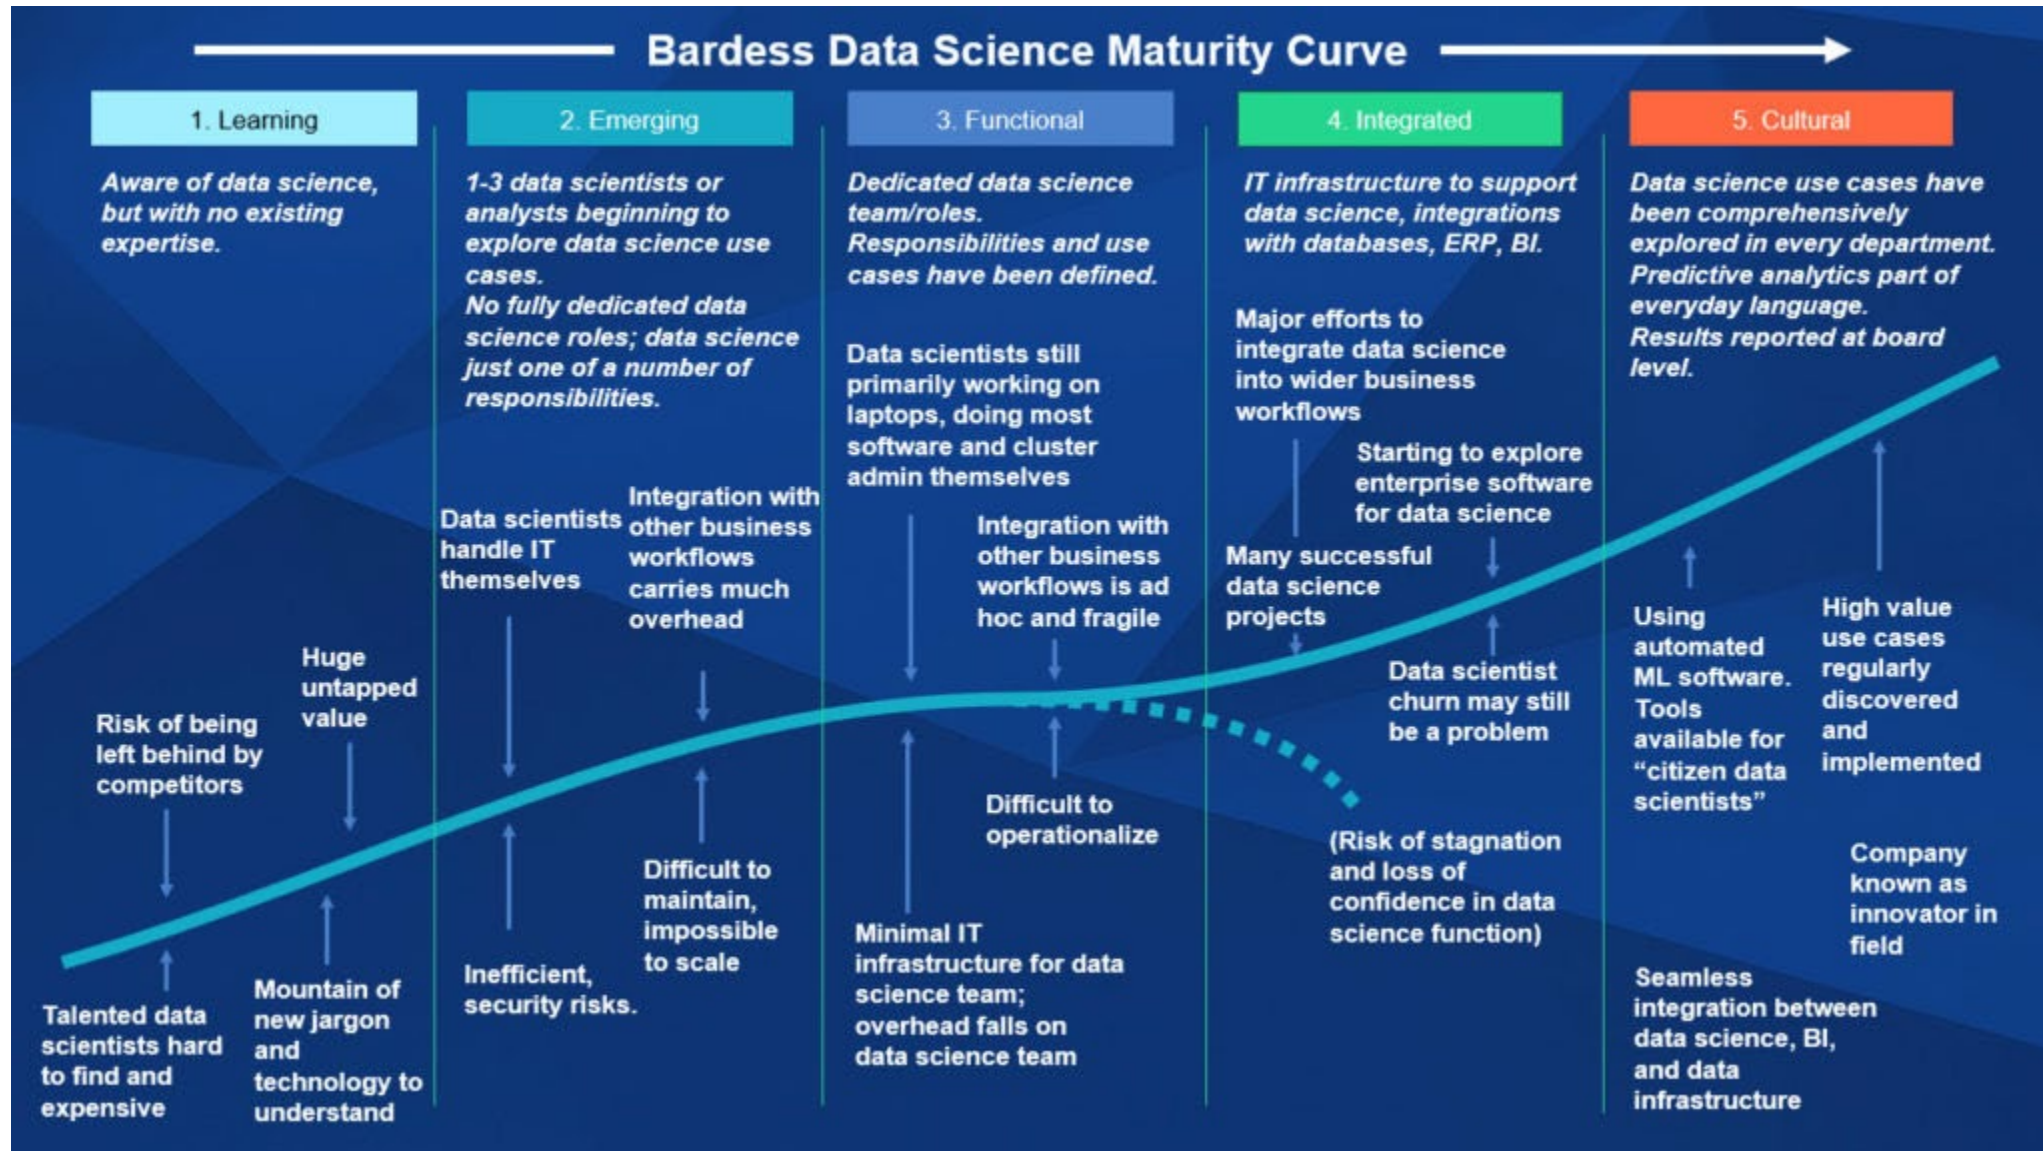 Bardess Data Science Maturity Curve
1. Learning
Aware of data science,
but with no existing
expertise.
Risk of being
left behind by
competitors
Huge
untapped
value
Talented data
scientists hard
to find and
expensive
Mountain of
new jargon
and
technology to
understand
2. Emerging
1-3 data scientists or
analysts beginning to
explore data science use
cases.
No fully dedicated data
science roles; data science
just one of a number of
responsibilities.
Data scientists
handle IT
themselves
Integration with
other business
workflows
carries much
overhead
Inefficient,
security risks.
Difficult to
maintain,
impossible
to scale
3. Functional
Dedicated data science
team/roles.
Responsibilities and use
cases have been defined.
Data scientists still
primarily working on
laptops, doing most
software and cluster
admin themselves
Integration with
other business
workflows is ad
hoc and fragile
Difficult to
operationalize
Minimal IT
infrastructure for data
science team;
overhead falls on
data science team
4. Integrated
IT infrastructure to support
data science, integrations
with databases, ERP, BI.
Major efforts to
integrate data science
into wider business
workflows
Starting to explore
enterprise software
for data science
Many successful
data science
projects
Data scientist
churn may still
be a problem
(Risk of stagnation
and loss of
confidence in data
science function)
5. Cultural
Data science use cases have
been comprehensively
explored in every department.
Predictive analytics part of
everyday language.
Results reported at board
level.
Using
automated
ML software.
Tools
available for
“citizen data
scientists”
High value
use cases
regularly
discovered
and
implemented
Company
known as
innovator in
field
Seamless
integration between
data science, BI,
and data
infrastructure